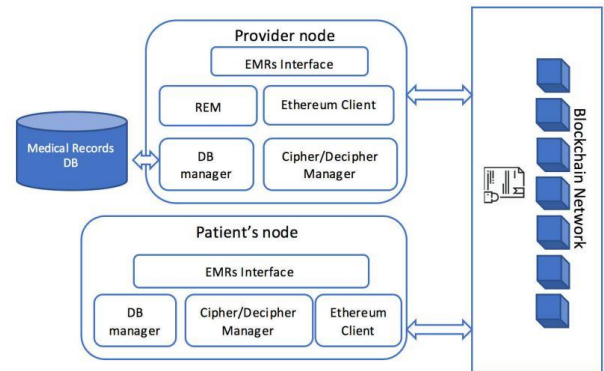 Provider node
EMRs Interface
REM
Ethereum Client
Medical Records
DB
DB
manager
Cipher/Decipher
Manager
Patient's node
EMRs Interface
DB
manager
Cipher/Decipher
Manager
Ethereum
Client
Blockchain Network